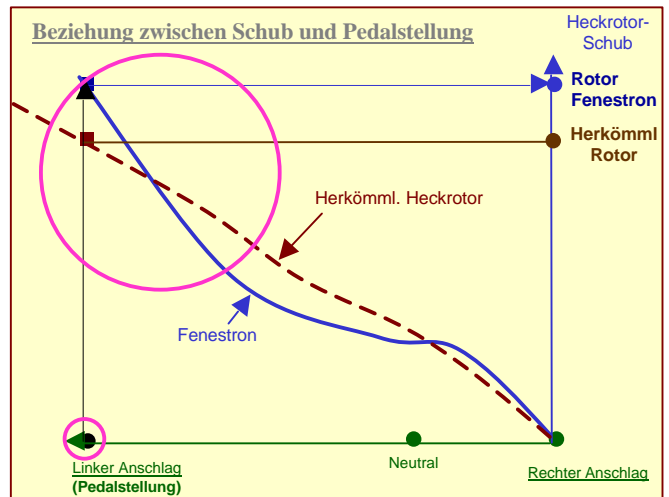 Beziehung zwischen Schub und Pedalstellung
Heckrotor-
Schub
Rotor
Fenestron
Herkömml
Rotor
Herkömml. Heckrotor
Fenestron
Linker Anschlag
(Pedalstellung)
Neutral
Rechter Anschlag